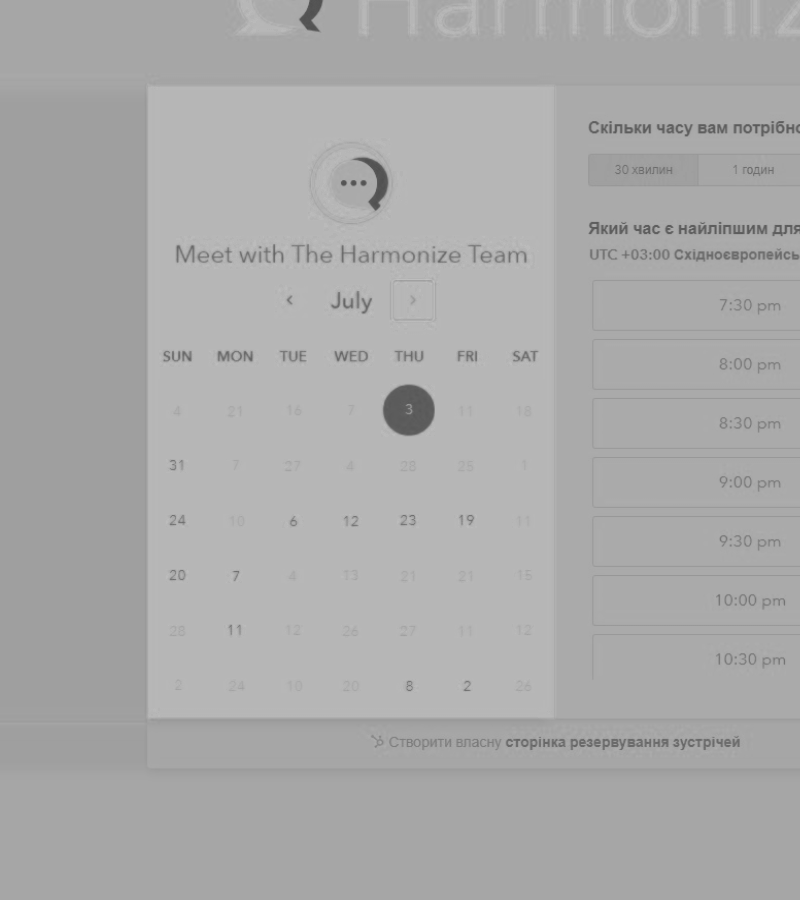 Harmoniz
Meet with The Harmonize Team
July
SUN MON TUE WED THU FRI SAT
4 21 16 7 3 11 18
31 7 27 4 28 25 1
24 10 6 12 23 19 11
20 7 4 13 21 21 15
28 11 12 26 27 11 12
2 24 18 20 8 2 26
Скільки часу вам потрібно
30 хвилин 1 годин
Який час є найліпшим для
UTC +03:00 Східноєвропейсь
7:30 pm
8:00 pm
8:30 pm
9:00 pm
9:30 pm
10:00 pm
10:30 pm
Створити власну сторінка резервування зустрічей